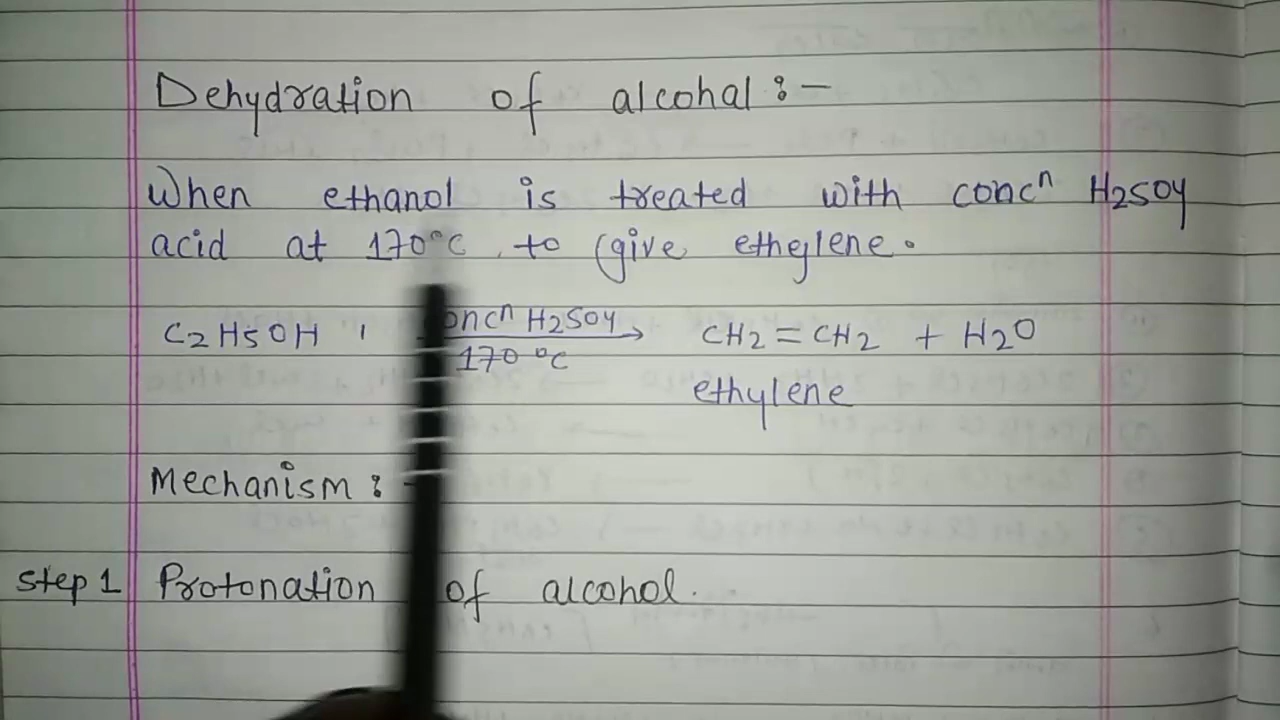 Dehydration of alcohal :-
When ethanol is treated with concⁿ H2SO4
acid at 170°C, to give ethylene.
C2H5OH + concⁿ H2SO4 → CH2=CH2 + H2O
170 °C
ethylene
Mechanism :-
Step 1 Protonation of alcohol.